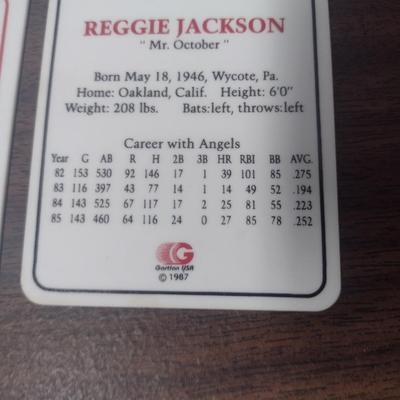 REGGIE JACKSON
" Mr. October "
Born May 18, 1946, Wycote, Pa.
Home: Oakland, Calif. Height: 6'0"
Weight: 208 lbs. Bats:left, throws:left
Career with Angels
Year G AB R H 2B 3B HR RBI BB AVG.
82 153 530 92 146 17 1 39 101 85 .275
83 116 397 43 77 14 1 14 49 52 .194
84 143 525 67 117 17 2 25 81 55 .223
85 143 460 64 116 24 0 27 85 78 .252
G
Gartlan USA
© 1987